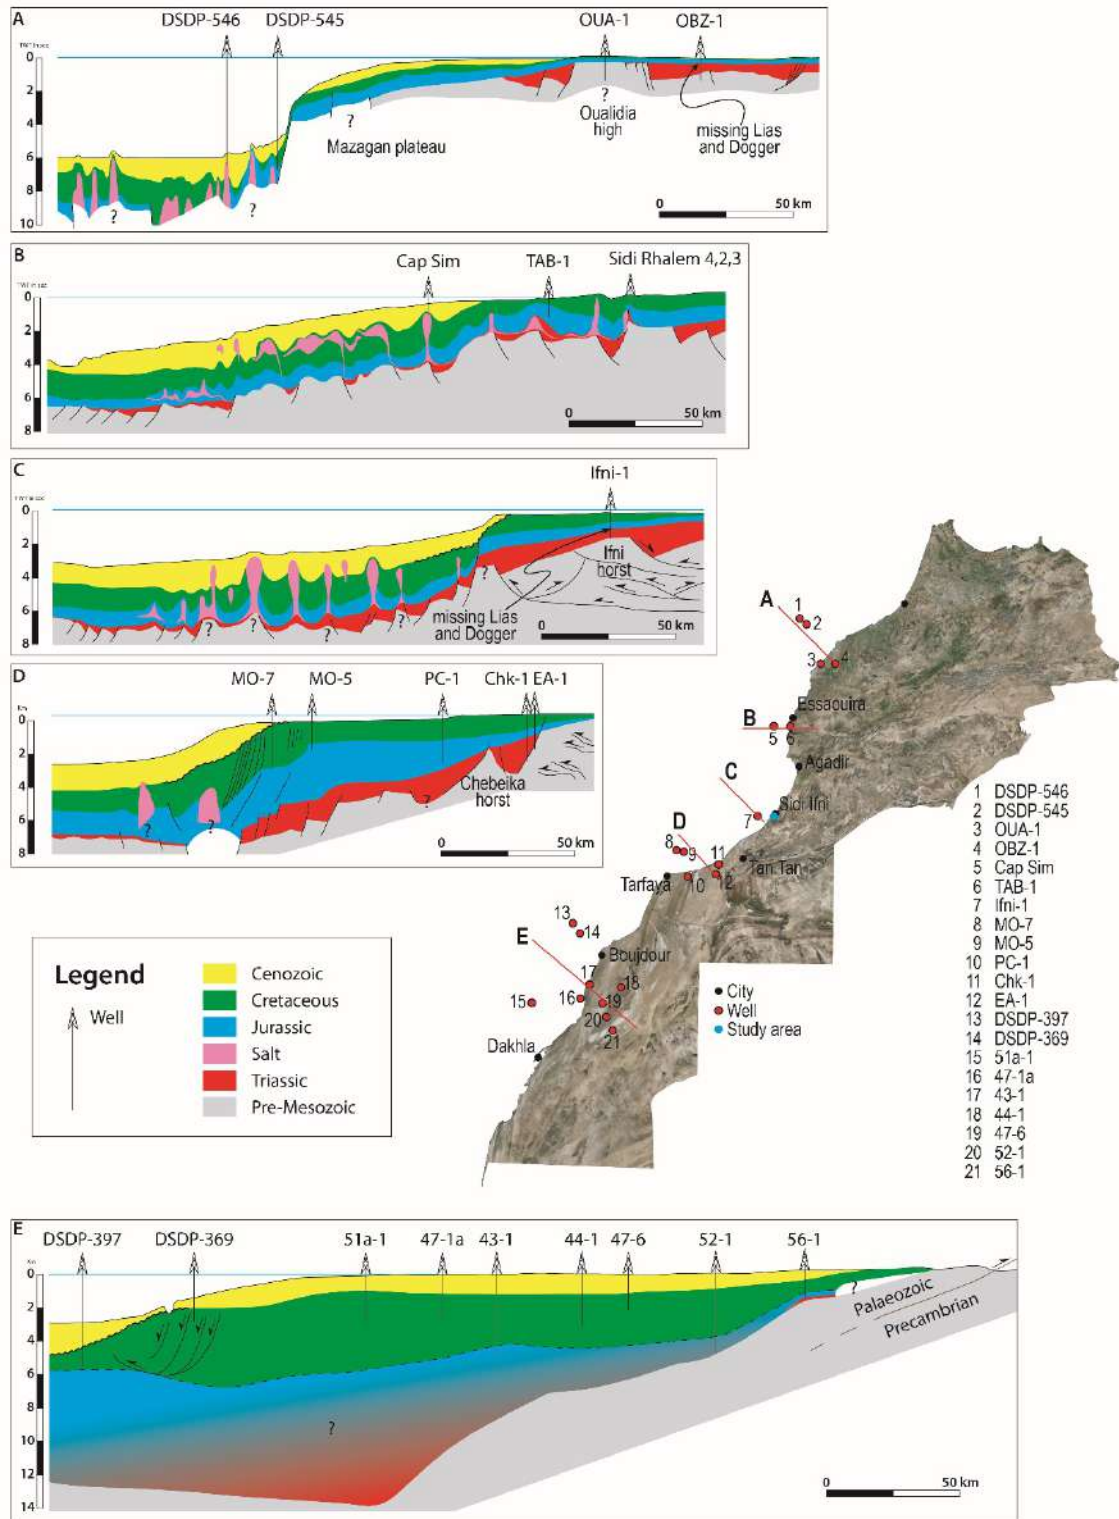 A
DSDP-546 DSDP-545 OUA-1 OBZ-1
0
2
4
6
8
10
?
?
?
?
Mazagan plateau
Oualidia
high
missing Lias
and Dogger
0 50 km
B
Cap Sim TAB-1 Sidi Rhalem 4,2,3
0
2
4
6
8
0 50 km
C
Ifni-1
0
2
4
6
8
?
?
?
?
Ifni
horst
missing Lias
and Dogger
0 50 km
D
MO-7 MO-5 PC-1 Chk-1 EA-1
Km
0
2
4
6
8
?
?
?
Chebeika
horst
0 50 km
Legend
Well
Cenozoic
Cretaceous
Jurassic
Salt
Triassic
Pre-Mesozoic
A
1
2
3
4
Essaouira
B
5
6
Agadir
C
7
Sidi Ifni
D
8
9
10
11
12
Tan Tan
Tarfaya
13
14
E
Boujdour
15
16
17
18
19
20
21
Dakhla
City
Well
Study area
1 DSDP-546
2 DSDP-545
3 OUA-1
4 OBZ-1
5 Cap Sim
6 TAB-1
7 Ifni-1
8 MO-7
9 MO-5
10 PC-1
11 Chk-1
12 EA-1
13 DSDP-397
14 DSDP-369
15 51a-1
16 47-1a
17 43-1
18 44-1
19 47-6
20 52-1
21 56-1
E
DSDP-397 DSDP-369 51a-1 47-1a 43-1 44-1 47-6 52-1 56-1
Km
0
2
4
6
8
10
12
14
?
?
Palaeozoic
Precambrian
0 50 km